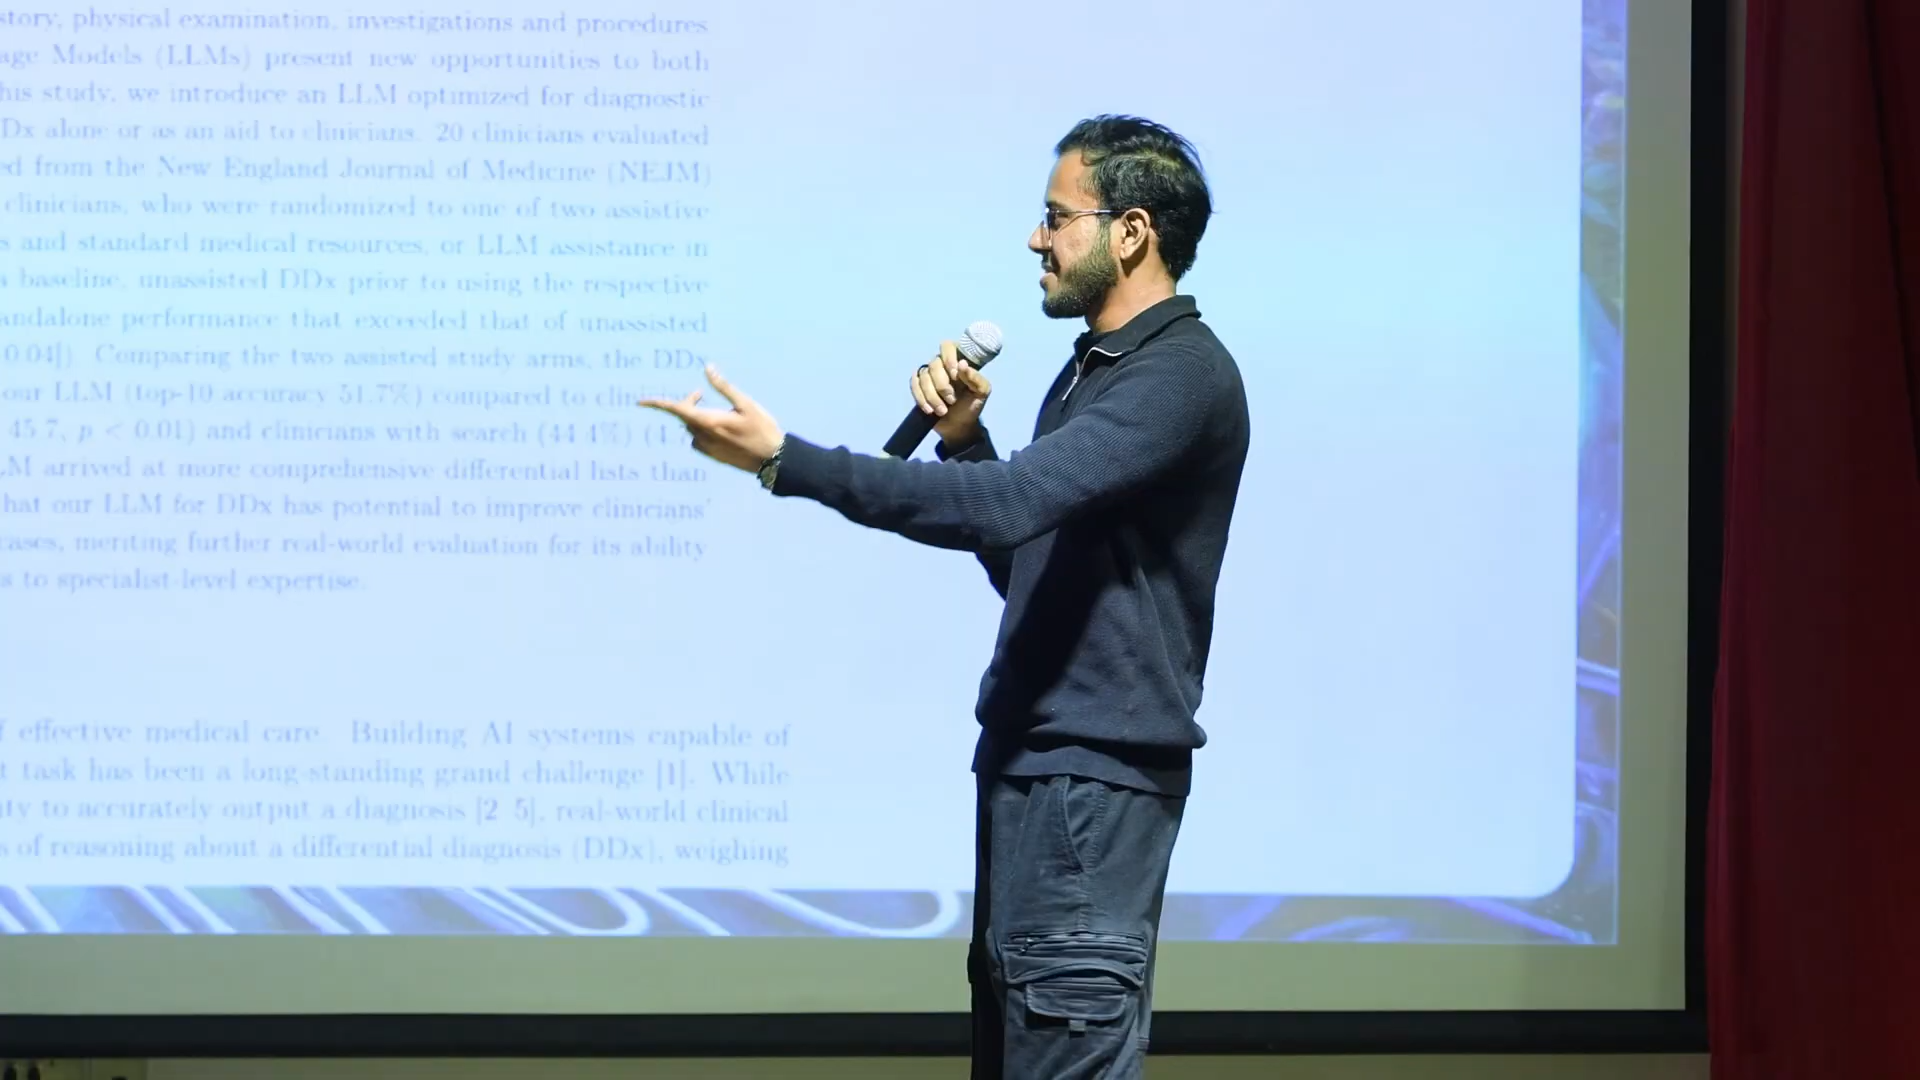 story, physical examination, investigations and procedures
age Models (LLMs) present new opportunities to both
his study, we introduce an LLM optimized for diagnostic
Dx alone or as an aid to clinicians. 20 clinicians evaluated
ed from the New England Journal of Medicine (NEJM)
clinicians, who were randomized to one of two assistive
s and standard medical resources, or LLM assistance in
a baseline, unassisted DDx prior to using the respective
andalone performance that exceeded that of unassisted
0.04]). Comparing the two assisted study arms, the DDx
our LLM (top-10 accuracy 51.7%) compared to
45.7, p < 0.01) and clinicians with search (44.4%)
LM arrived at more comprehensive differential lists than
hat our LLM for DDx has potential to improve clinicians'
cases, meriting further real-world evaluation for its ability
s to specialist-level expertise.
f effective medical care. Building AI systems capable of
t task has been a long-standing grand challenge [1]. While
ity to accurately output a diagnosis [2–5], real-world clinical
s of reasoning about a differential diagnosis (DDx), weighing